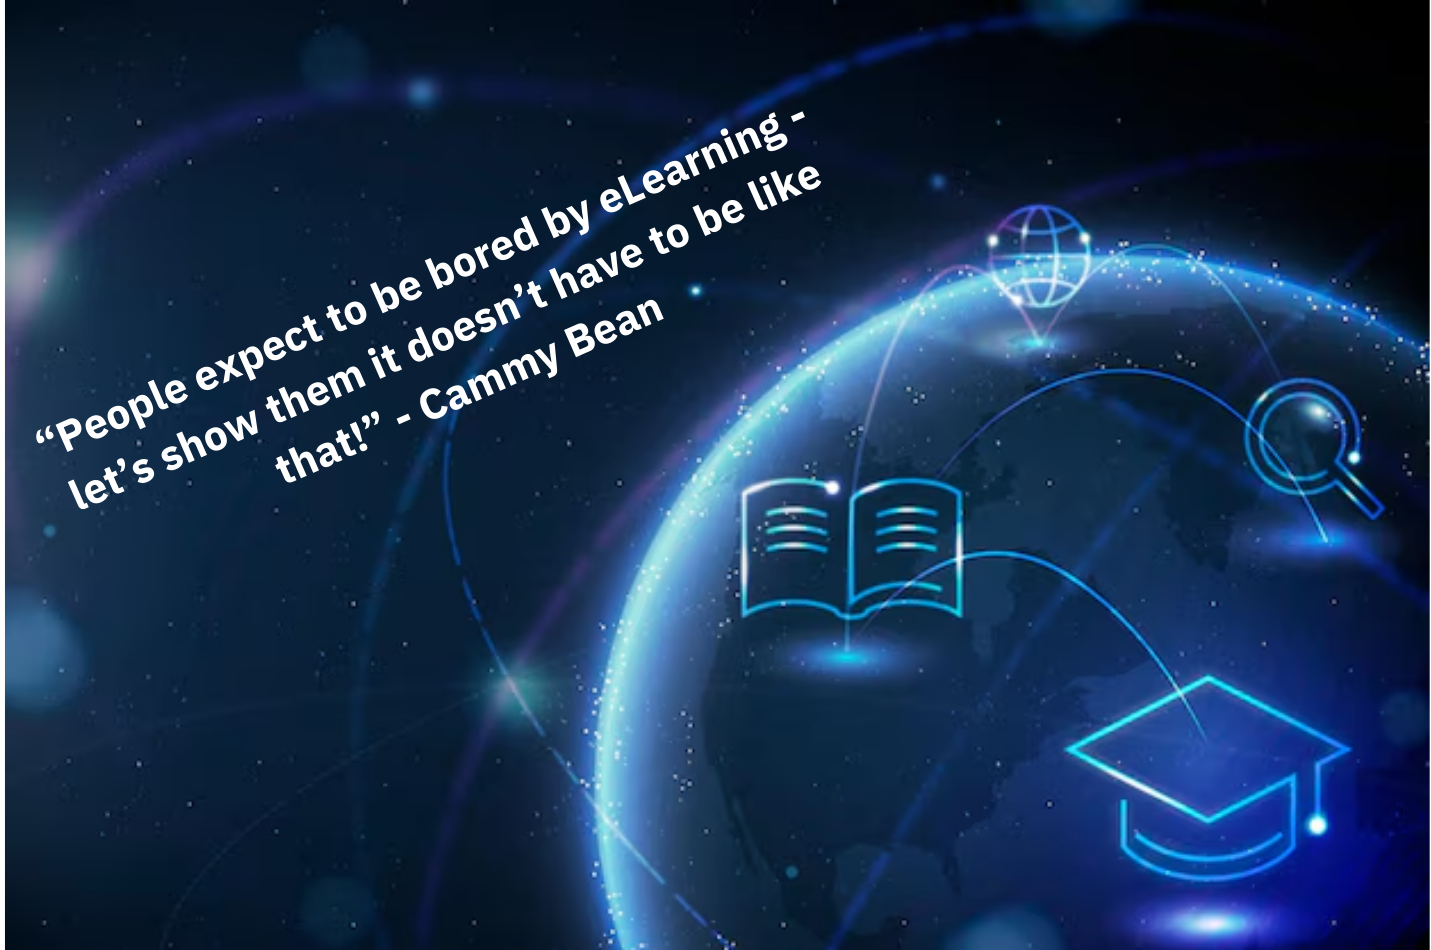 “People expect to be bored by eLearning -
let’s show them it doesn’t have to be like
that!” - Cammy Bean